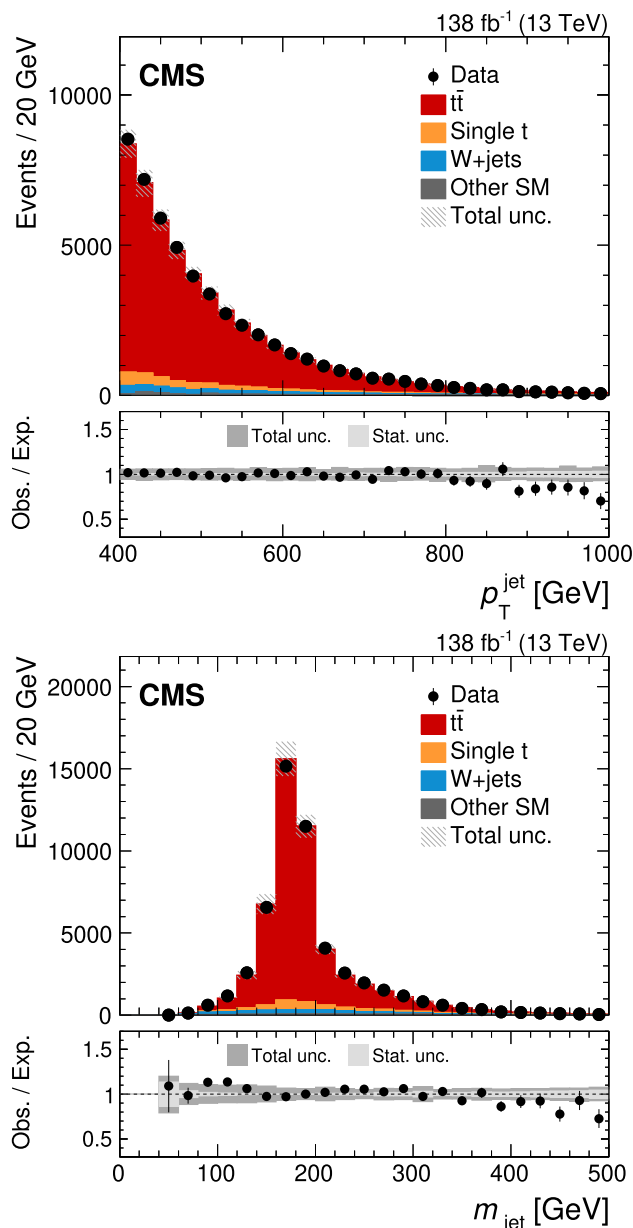 138 fb⁻¹ (13 TeV)
CMS
Data
tt̄
Single t
W+jets
Other SM
Total unc.
Events / 20 GeV
10000
5000
0
Total unc.
Stat. unc.
Obs. / Exp.
1.5
1
0.5
400
600
800
1000
p_T^jet [GeV]
138 fb⁻¹ (13 TeV)
CMS
Data
tt̄
Single t
W+jets
Other SM
Total unc.
Events / 20 GeV
20000
15000
10000
5000
0
Total unc.
Stat. unc.
Obs. / Exp.
1.5
1
0.5
0
100
200
300
400
500
m_jet [GeV]